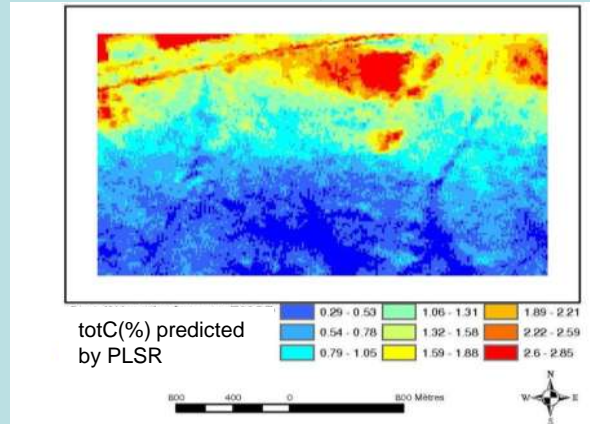 0.29 - 0.53 1.06 - 1.31 1.89 - 2.21
0.54 - 0.78 1.32 - 1.58 2.22 - 2.59
0.79 - 1.05 1.59 - 1.88 2.6 - 2.85
totC(%) predicted
by PLSR
800 400 0 800 Mètres
N
W E
S